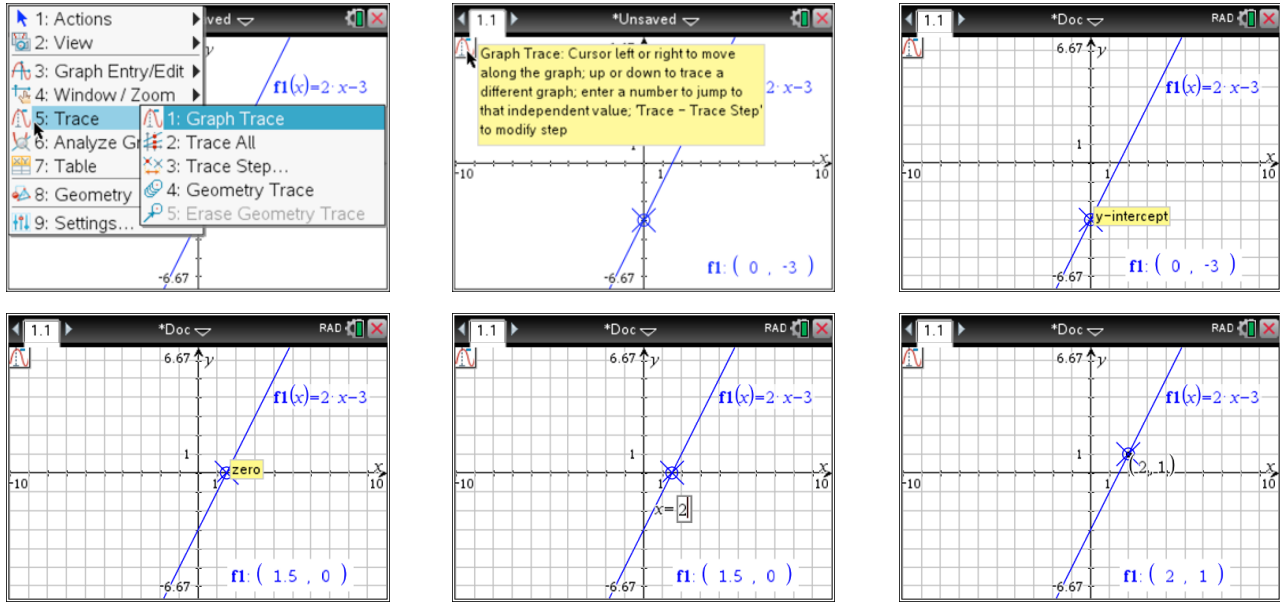 1: Actions
ved
2: View
3: Graph Entry/Edit
4: Window / Zoom
5: Trace
6: Analyze Gr
7: Table
8: Geometry
9: Settings...
1: Graph Trace
2: Trace All
3: Trace Step...
4: Geometry Trace
5: Erase Geometry Trace
y
f1(x)=2·x−3
-6.67
1.1
*Unsaved
Graph Trace: Cursor left or right to move
along the graph; up or down to trace a
different graph; enter a number to jump to
that independent value; 'Trace – Trace Step'
to modify step
2·x−3
1
x
-10
1
10
-6.67
f1: ( 0 , -3 )
1.1
*Doc
RAD
6.67
y
f1(x)=2·x−3
1
x
-10
1
10
y-intercept
-6.67
f1: ( 0 , -3 )
1.1
*Doc
RAD
6.67
y
f1(x)=2·x−3
1
zero
x
-10
1
10
-6.67
f1: ( 1.5 , 0 )
1.1
*Doc
RAD
6.67
y
f1(x)=2·x−3
1
x
-10
1
10
x=2
-6.67
f1: ( 1.5 , 0 )
1.1
*Doc
RAD
6.67
y
f1(x)=2·x−3
1
(2,1)
x
-10
1
10
-6.67
f1: ( 2 , 1 )